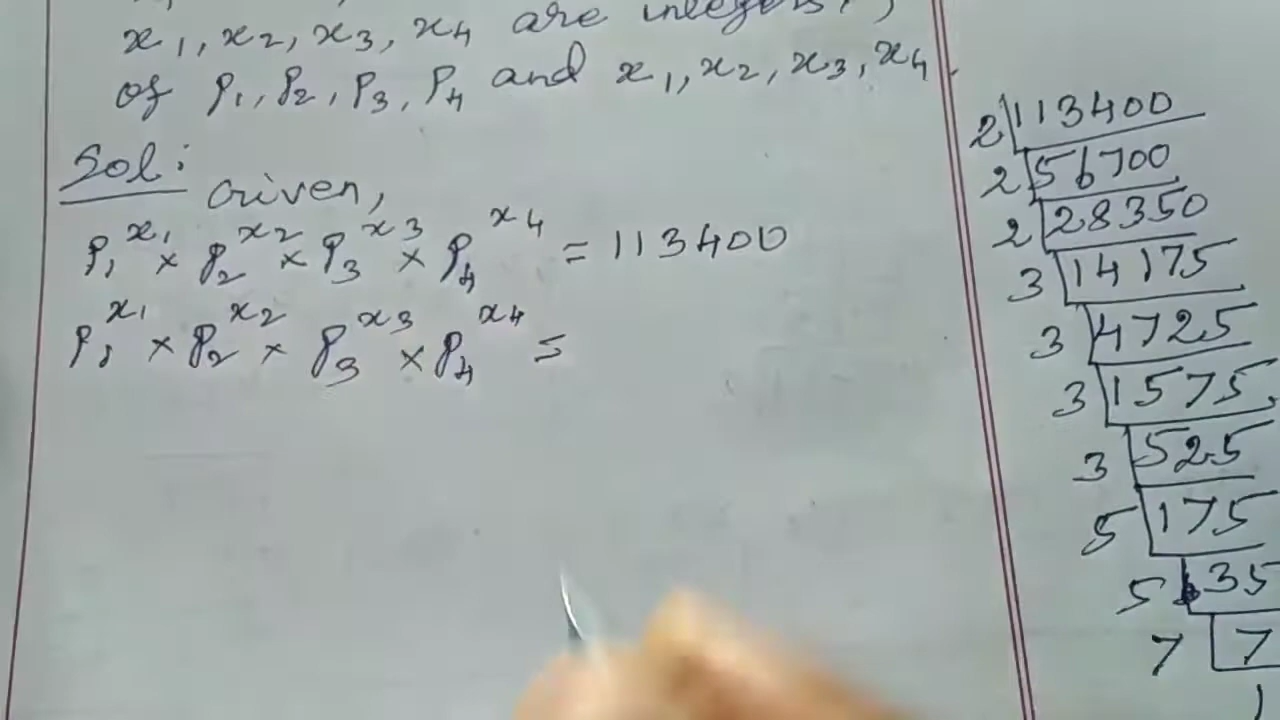 x₁, x₂, x₃, x₄ are integers,
of P₁, P₂, P₃, P₄ and x₁, x₂, x₃, x₄.
Sol:
Given,
P₁^x₁ × P₂^x₂ × P₃^x₃ × P₄^x₄ = 113400
P₁^x₁ × P₂^x₂ × P₃^x₃ × P₄^x₄ =
2 | 113400
2 | 56700
2 | 28350
3 | 14175
3 | 4725
3 | 1575
3 | 525
5 | 175
5 | 35
7 | 7
1